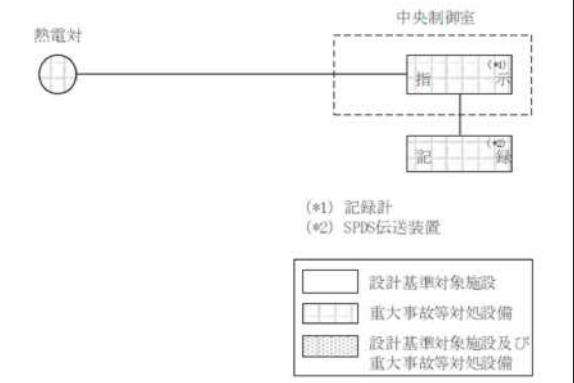 中央制御室
熱電対
(*1)
指 示
(*2)
記 録
(*1) 記録計
(*2) SPDS伝送装置
設計基準対象施設
重大事故等対処設備
設計基準対象施設及び
重大事故等対処設備